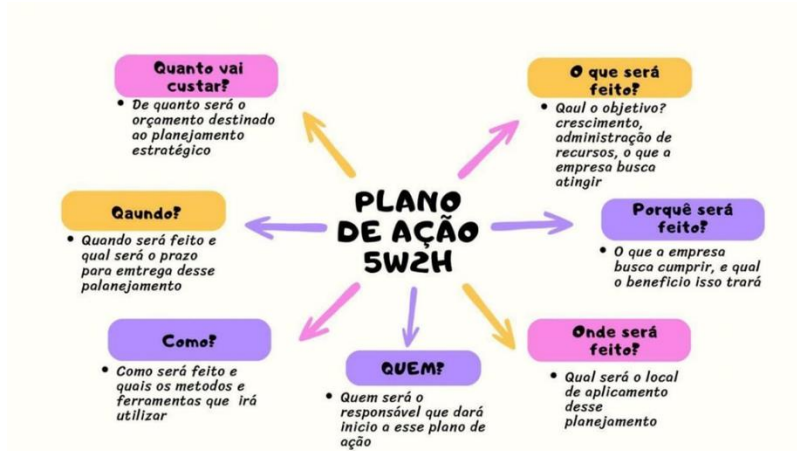 Quanto vai
custar?
• De quanto será o
orçamento destinado
ao planejamento
estratégico
O que será
feito?
• Qaul o objetivo?
crescimento,
administração de
recursos, o que a
empresa busca
atingir
PLANO
DE AÇÃO
5W2H
Qaundo?
• Quando será feito e
qual será o prazo
para emtrega desse
palanejamento
Porquê será
feito?
• O que a empresa
busca cumprir, e qual
o beneficio isso trará
Como?
• Como será feito e
quais os metodos e
ferramentas que irá
utilizar
QUEM?
• Quem será o
responsável que dará
inicio a esse plano de
ação
Onde será
feito?
• Qual será o local
de aplicamento
desse
planejamento